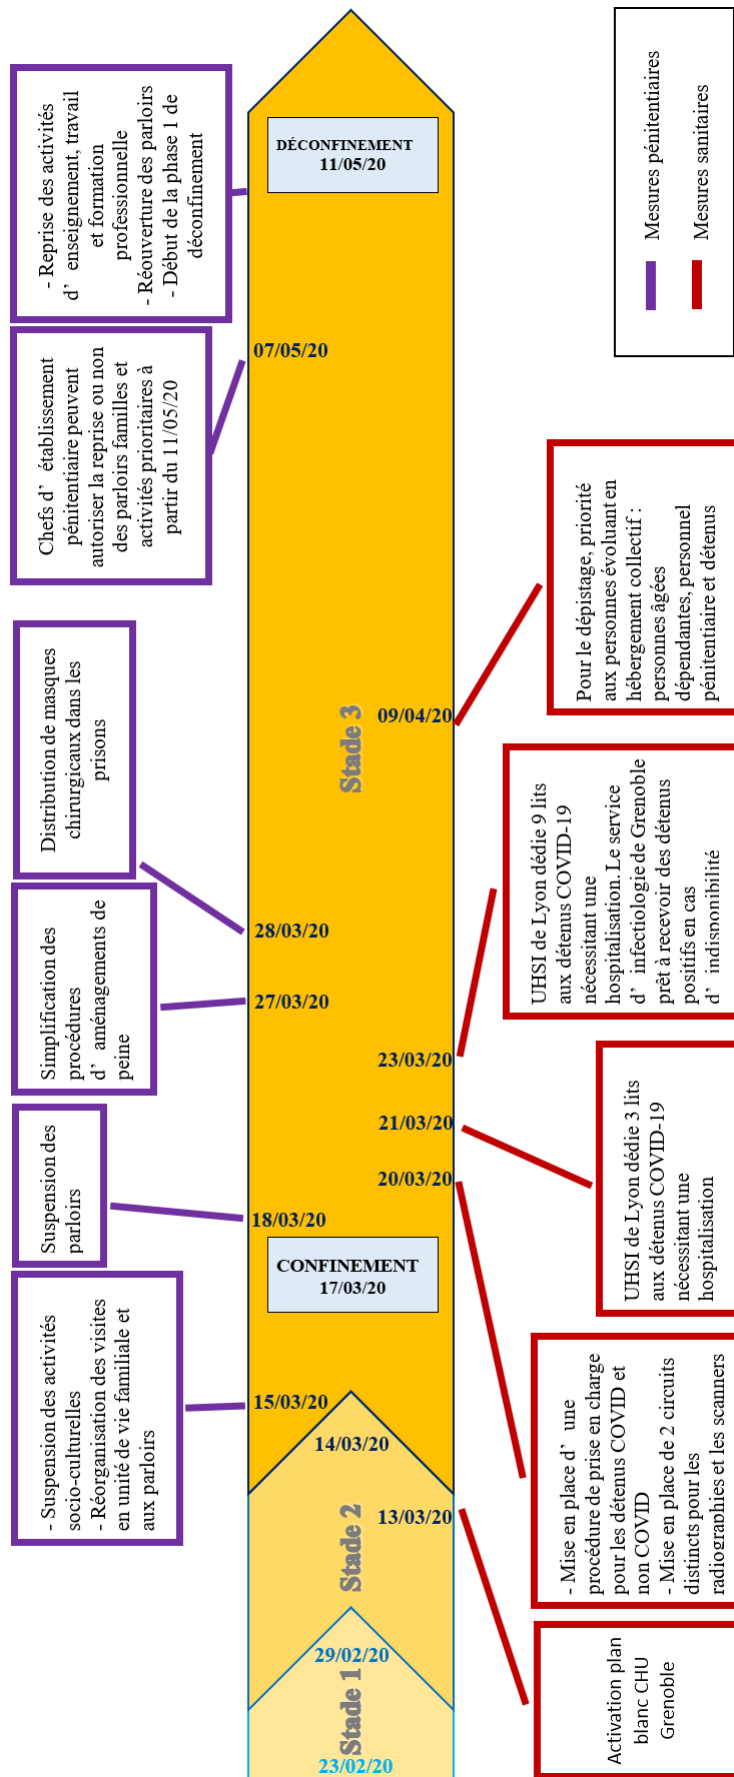 - Suspension des activités
socio-culturelles
- Réorganisation des visites
en unité de vie familiale et
aux parloirs
Suspension des
parloirs
Simplification des
procédures
d’aménagements de
peine
Distribution de masques
chirurgicaux dans les
prisons
Chefs d’établissement
pénitentiaire peuvent
autoriser la reprise ou non
des parloirs familles et
activités prioritaires à
partir du 11/05/20
- Reprise des activités
d’enseignement, travail
et formation
professionnelle
- Réouverture des parloirs
- Début de la phase 1 de
déconfinement
23/02/20
Stade 1
29/02/20
Stade 2
13/03/20
14/03/20
15/03/20
CONFINEMENT
17/03/20
18/03/20
20/03/20
21/03/20
23/03/20
27/03/20
28/03/20
Stade 3
09/04/20
07/05/20
DÉCONFINEMENT
11/05/20
Activation plan
blanc CHU
Grenoble
- Mise en place d’une
procédure de prise en charge
pour les détenus COVID et
non COVID
- Mise en place de 2 circuits
distincts pour les
radiographies et les scanners
UHSI de Lyon dédie 3 lits
aux détenus COVID-19
nécessitant une
hospitalisation
UHSI de Lyon dédie 9 lits
aux détenus COVID-19
nécessitant une
hospitalisation. Le service
d’infectiologie de Grenoble
prêt à recevoir des détenus
positifs en cas
d’indisponibilité
Pour le dépistage, priorité
aux personnes évoluant en
hébergement collectif :
personnes âgées
dépendantes, personnel
pénitentiaire et détenus
Mesures pénitentiaires
Mesures sanitaires